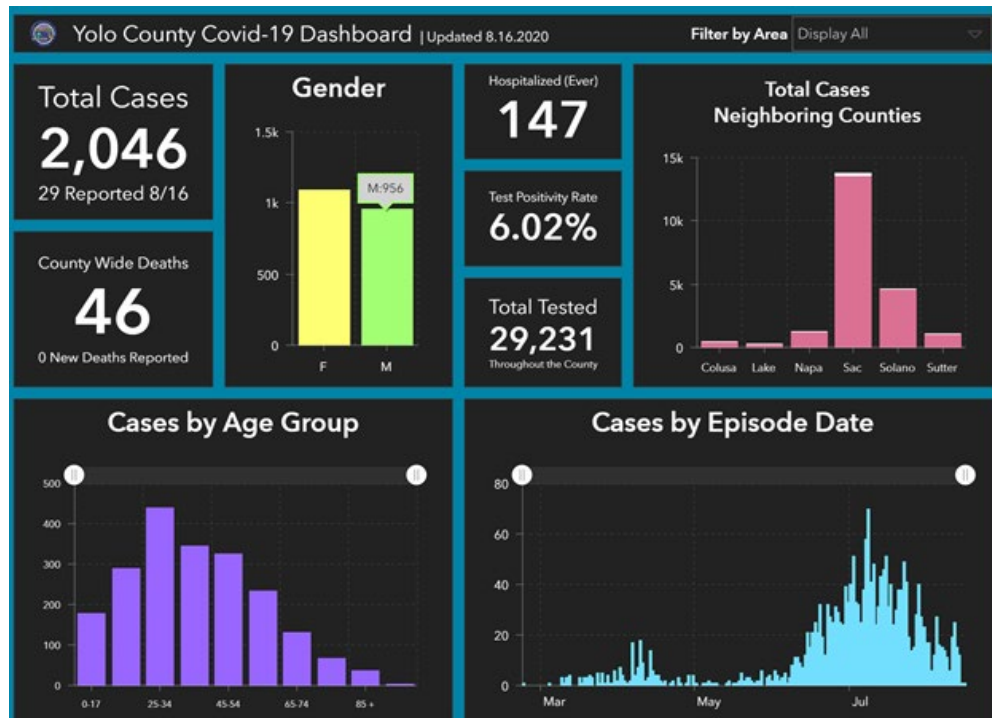 Yolo County Covid-19 Dashboard | Updated 8.16.2020
Filter by Area Display All
Total Cases
2,046
29 Reported 8/16
County Wide Deaths
46
0 New Deaths Reported
Gender
1.5k
1k
500
0
M:956
F M
Hospitalized (Ever)
147
Test Positivity Rate
6.02%
Total Tested
29,231
Throughout the County
Total Cases
Neighboring Counties
15k
10k
5k
0
Colusa Lake Napa Sac Solano Sutter
Cases by Age Group
500
400
300
200
100
0
0-17 25-34 45-54 65-74 85 +
Cases by Episode Date
80
60
40
20
0
Mar May Jul